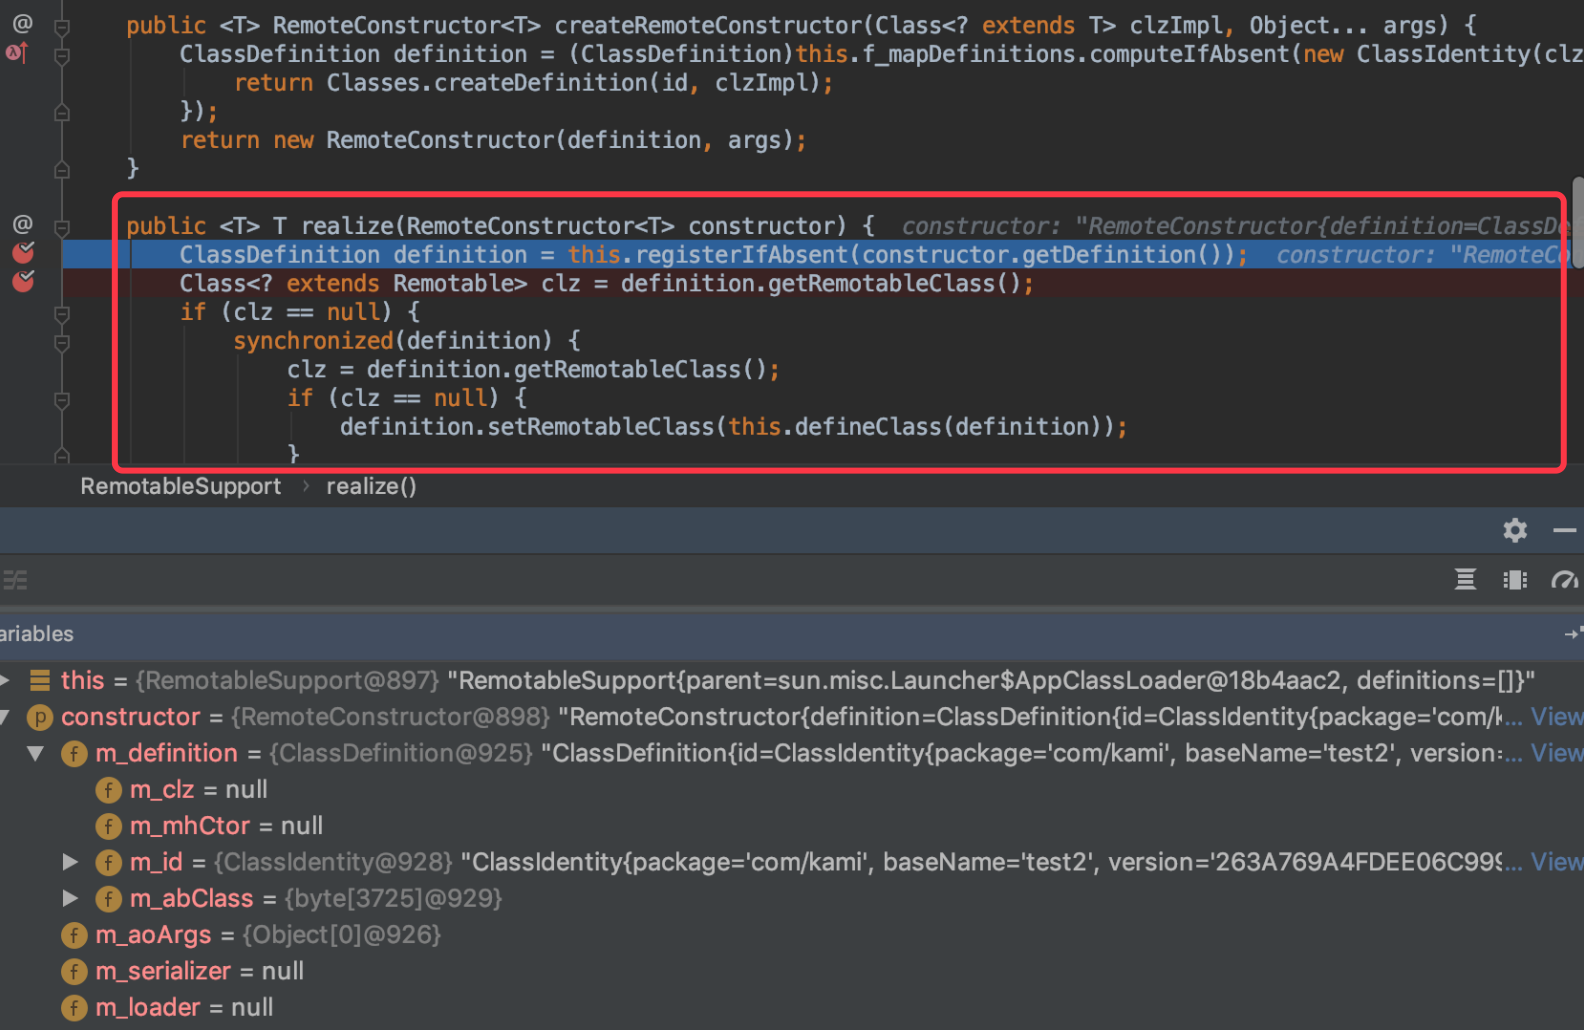 @ public <T> RemoteConstructor<T> createRemoteConstructor(Class<? extends T> clzImpl, Object... args) {
ClassDefinition definition = (ClassDefinition)this.f_mapDefinitions.computeIfAbsent(new ClassIdentity(clz
return Classes.createDefinition(id, clzImpl);
});
return new RemoteConstructor(definition, args);
}
@ public <T> T realize(RemoteConstructor<T> constructor) { constructor: "RemoteConstructor{definition=ClassDe
ClassDefinition definition = this.registerIfAbsent(constructor.getDefinition()); constructor: "RemoteCo
Class<? extends Remotable> clz = definition.getRemotableClass();
if (clz == null) {
synchronized(definition) {
clz = definition.getRemotableClass();
if (clz == null) {
definition.setRemotableClass(this.defineClass(definition));
}
RemotableSupport › realize()
ariables
this = {RemotableSupport@897} "RemotableSupport{parent=sun.misc.Launcher$AppClassLoader@18b4aac2, definitions=[]}"
p constructor = {RemoteConstructor@898} "RemoteConstructor{definition=ClassDefinition{id=ClassIdentity{package='com/k... View
f m_definition = {ClassDefinition@925} "ClassDefinition{id=ClassIdentity{package='com/kami', baseName='test2', version=... View
f m_clz = null
f m_mhCtor = null
f m_id = {ClassIdentity@928} "ClassIdentity{package='com/kami', baseName='test2', version='263A769A4FDEE06C999... View
f m_abClass = {byte[3725]@929}
f m_aoArgs = {Object[0]@926}
f m_serializer = null
f m_loader = null